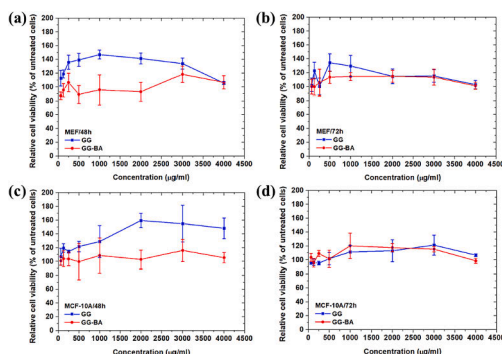 (a)
Relative cell viability (% of untreated cells)
200
180
160
140
120
100
80
60
40
20
0
MEF/48h
GG
GG-BA
0 500 1000 1500 2000 2500 3000 3500 4000 4500
Concentration (µg/ml)
(b)
Relative cell viability (% of untreated cells)
200
180
160
140
120
100
80
60
40
20
0
MEF/72h
GG
GG-BA
0 500 1000 1500 2000 2500 3000 3500 4000 4500
Concentration (µg/ml)
(c)
Relative cell viability (% of untreated cells)
200
180
160
140
120
100
80
60
40
20
0
MCF-10A/48h
GG
GG-BA
0 500 1000 1500 2000 2500 3000 3500 4000 4500
Concentration (µg/ml)
(d)
Relative cell viability (% of untreated cells)
200
180
160
140
120
100
80
60
40
20
0
MCF-10A/72h
GG
GG-BA
0 500 1000 1500 2000 2500 3000 3500 4000 4500
Concentration (µg/ml)